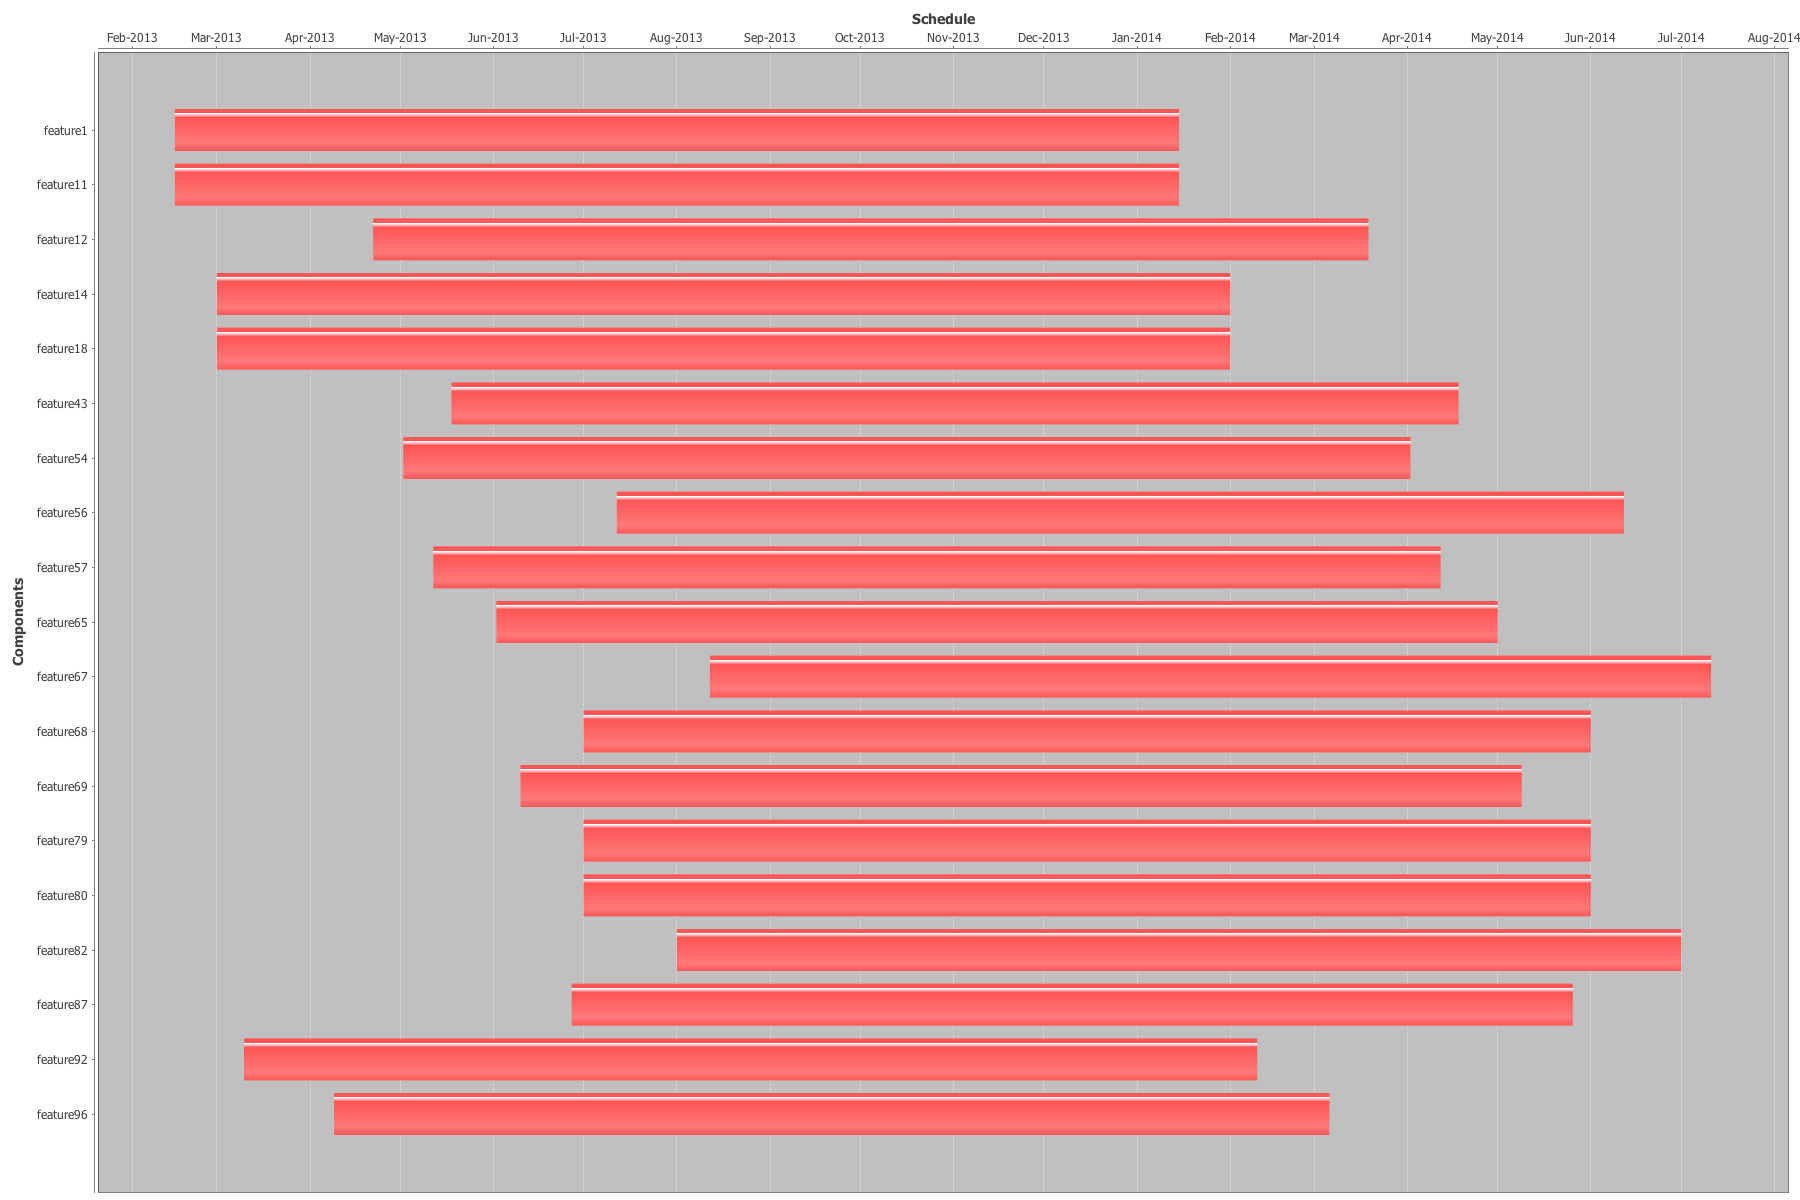 Schedule
Feb-2013 Mar-2013 Apr-2013 May-2013 Jun-2013 Jul-2013 Aug-2013 Sep-2013 Oct-2013 Nov-2013 Dec-2013 Jan-2014 Feb-2014 Mar-2014 Apr-2014 May-2014 Jun-2014 Jul-2014 Aug-2014
Components
feature1
feature11
feature12
feature14
feature18
feature43
feature54
feature56
feature57
feature65
feature67
feature68
feature69
feature79
feature80
feature82
feature87
feature92
feature96